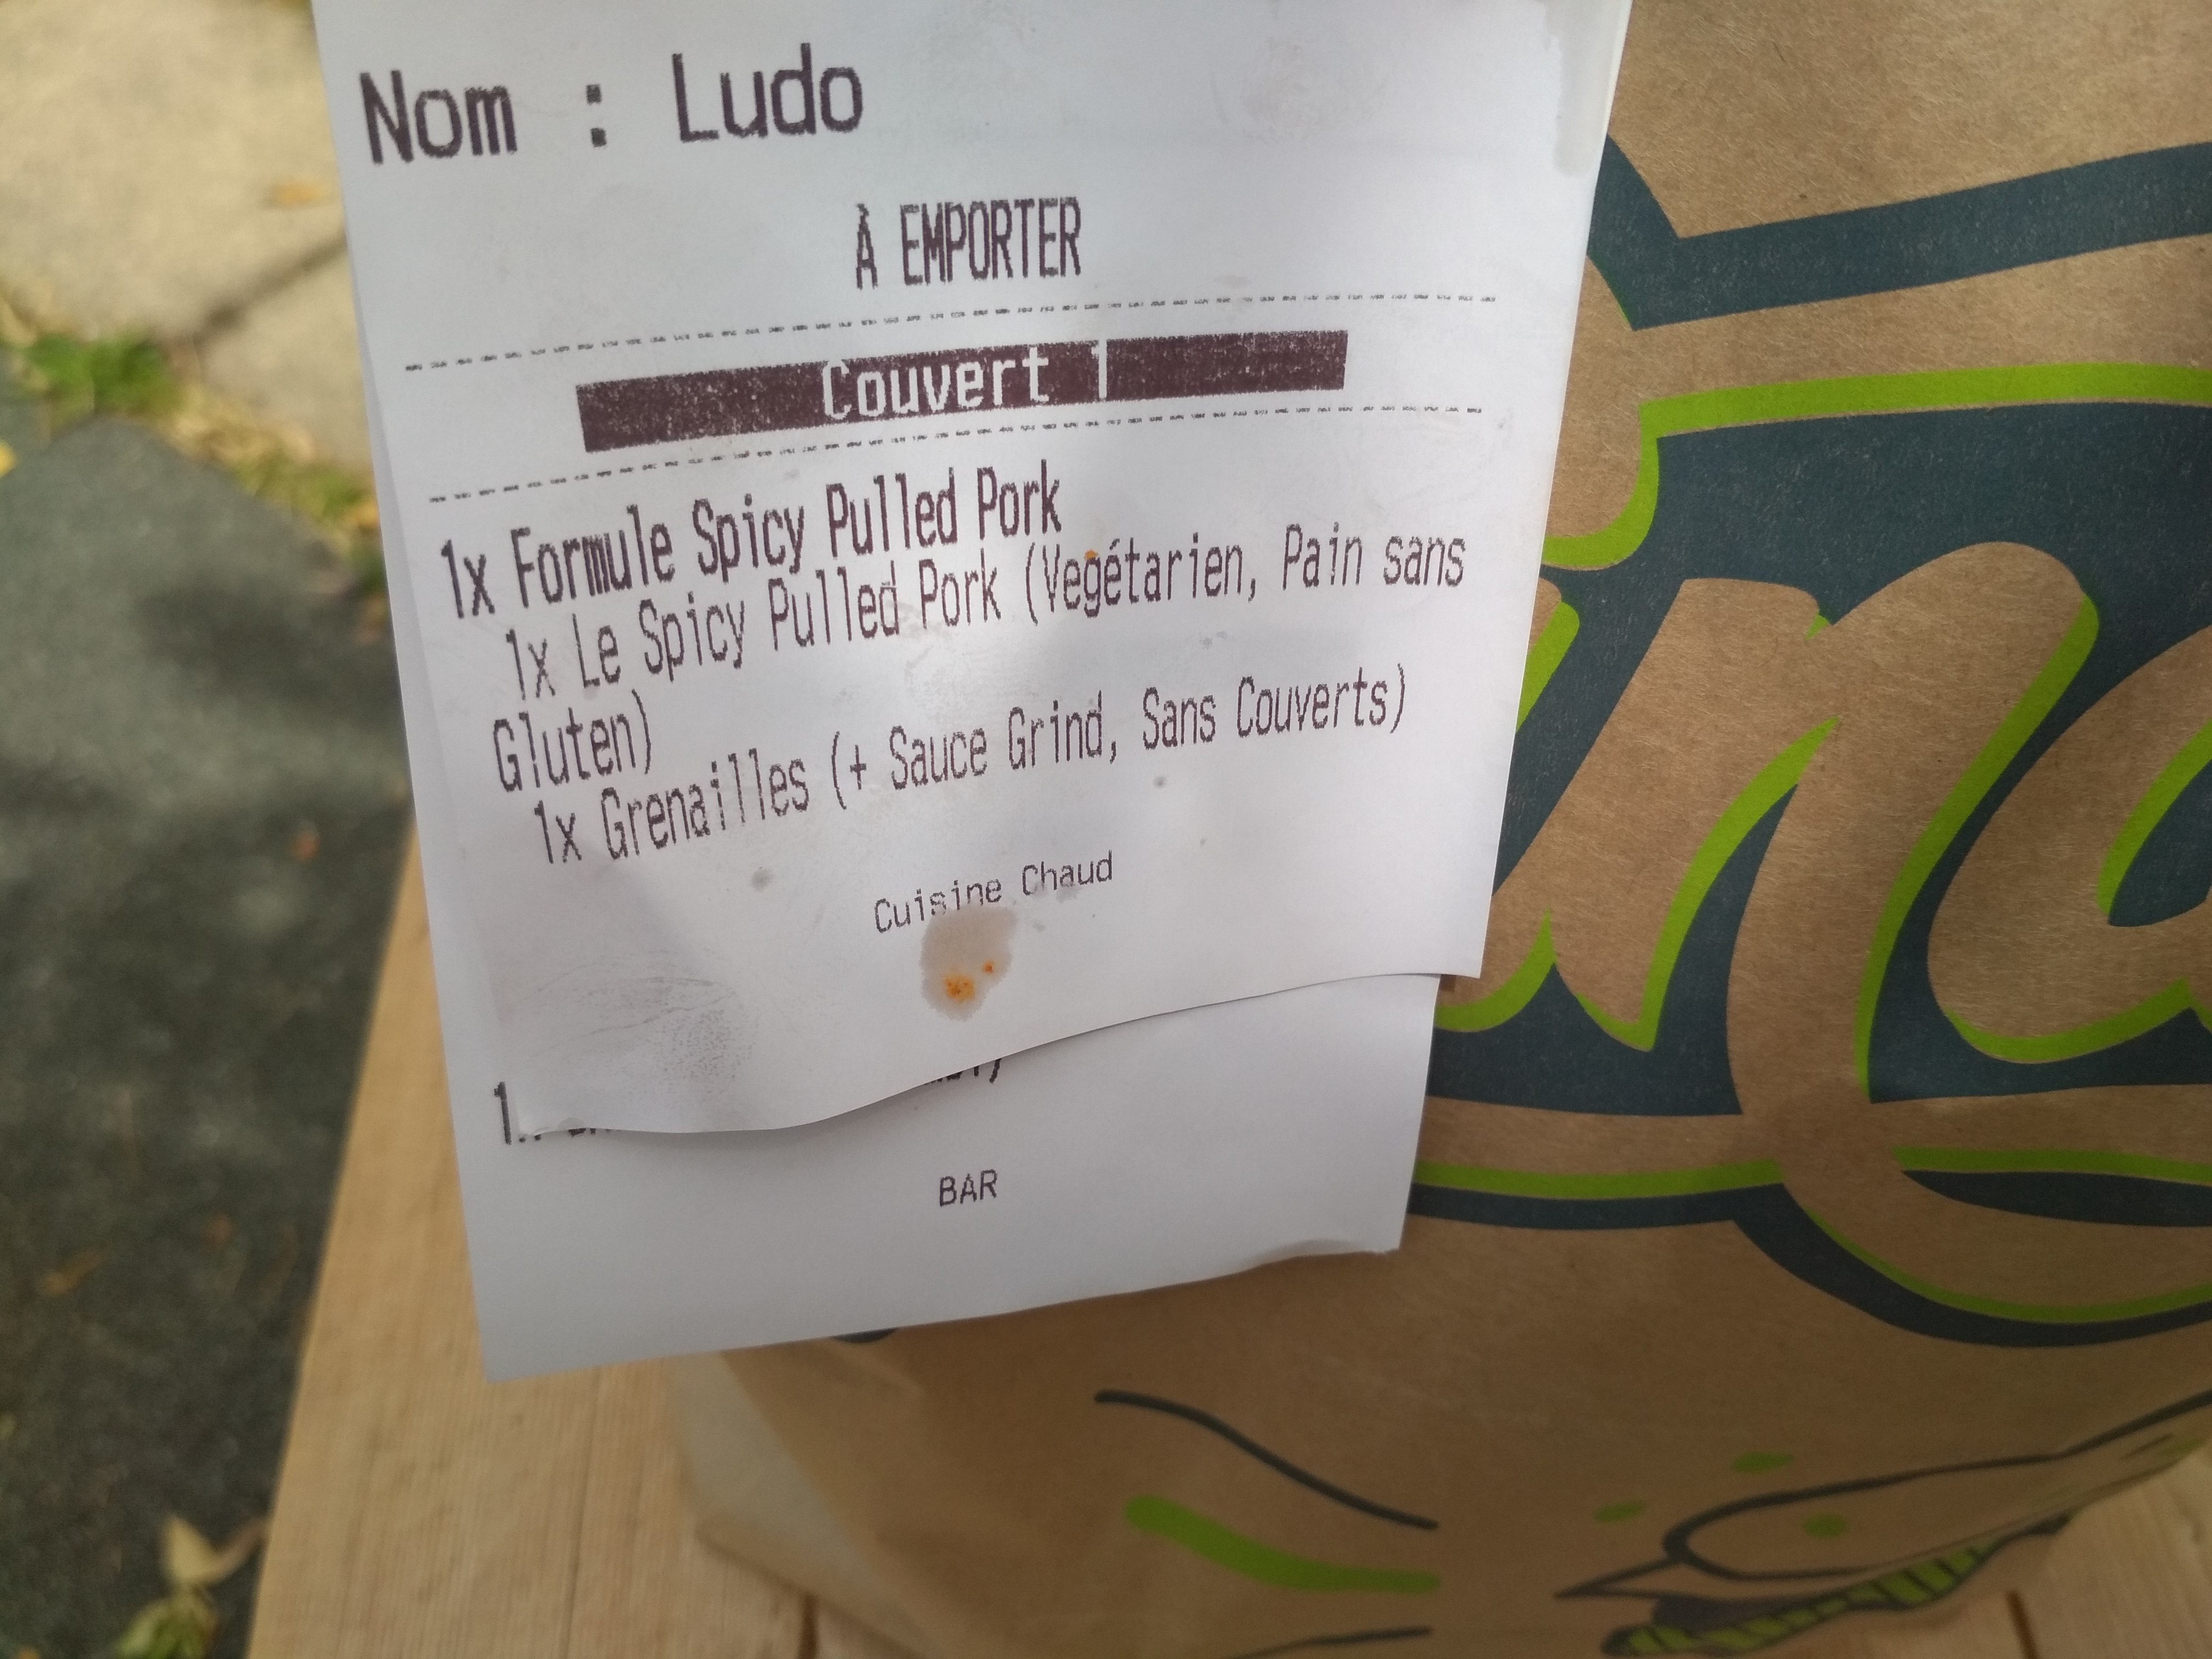 Nom : Ludo
À EMPORTER
Couvert 1
1x Formule Spicy Pulled Pork
1x Le Spicy Pulled Pork (Vegétarien, Pain sans
Gluten)
1x Grenailles (+ Sauce Grind, Sans Couverts)
Cuisine Chaud
BAR